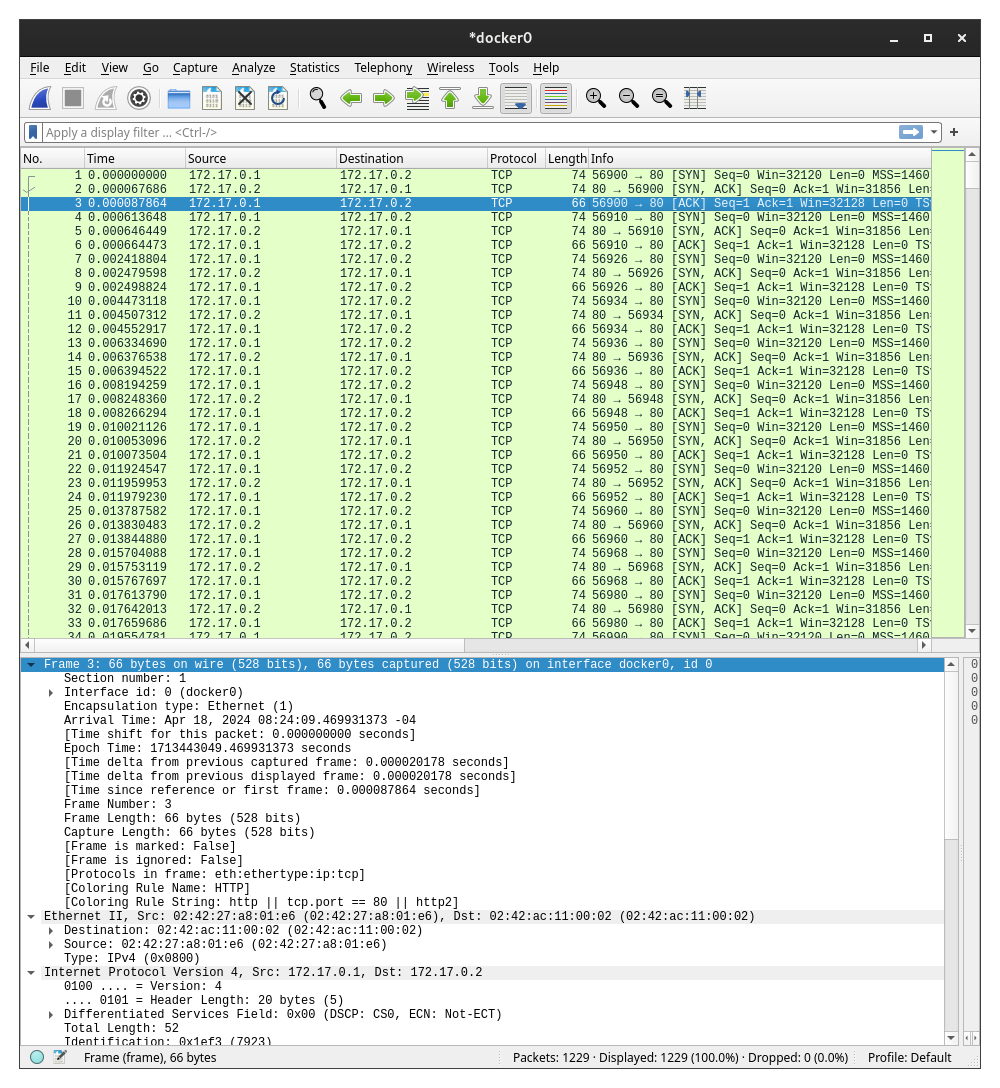 *docker0
File Edit View Go Capture Analyze Statistics Telephony Wireless Tools Help
Apply a display filter ... <Ctrl-/>
No. Time Source Destination Protocol Length Info
1 0.000000000 172.17.0.1 172.17.0.2 TCP 74 56900 → 80 [SYN] Seq=0 Win=32120 Len=0 MSS=1460
2 0.000067686 172.17.0.2 172.17.0.1 TCP 74 80 → 56900 [SYN, ACK] Seq=0 Ack=1 Win=31856 Len=
3 0.000087864 172.17.0.1 172.17.0.2 TCP 66 56900 → 80 [ACK] Seq=1 Ack=1 Win=32128 Len=0 TS
4 0.000613648 172.17.0.1 172.17.0.2 TCP 74 56910 → 80 [SYN] Seq=0 Win=32120 Len=0 MSS=1460
5 0.000646449 172.17.0.2 172.17.0.1 TCP 74 80 → 56910 [SYN, ACK] Seq=0 Ack=1 Win=31856 Len=
6 0.000664473 172.17.0.1 172.17.0.2 TCP 66 56910 → 80 [ACK] Seq=1 Ack=1 Win=32128 Len=0 TS
7 0.002418804 172.17.0.1 172.17.0.2 TCP 74 56926 → 80 [SYN] Seq=0 Win=32120 Len=0 MSS=1460
8 0.002479598 172.17.0.2 172.17.0.1 TCP 74 80 → 56926 [SYN, ACK] Seq=0 Ack=1 Win=31856 Len=
9 0.002498824 172.17.0.1 172.17.0.2 TCP 66 56926 → 80 [ACK] Seq=1 Ack=1 Win=32128 Len=0 TS
10 0.004473118 172.17.0.1 172.17.0.2 TCP 74 56934 → 80 [SYN] Seq=0 Win=32120 Len=0 MSS=1460
11 0.004507312 172.17.0.2 172.17.0.1 TCP 74 80 → 56934 [SYN, ACK] Seq=0 Ack=1 Win=31856 Len=
12 0.004552917 172.17.0.1 172.17.0.2 TCP 66 56934 → 80 [ACK] Seq=1 Ack=1 Win=32128 Len=0 TS
13 0.006334690 172.17.0.1 172.17.0.2 TCP 74 56936 → 80 [SYN] Seq=0 Win=32120 Len=0 MSS=1460
14 0.006376538 172.17.0.2 172.17.0.1 TCP 74 80 → 56936 [SYN, ACK] Seq=0 Ack=1 Win=31856 Len=
15 0.006394522 172.17.0.1 172.17.0.2 TCP 66 56936 → 80 [ACK] Seq=1 Ack=1 Win=32128 Len=0 TS
16 0.008194259 172.17.0.1 172.17.0.2 TCP 74 56948 → 80 [SYN] Seq=0 Win=32120 Len=0 MSS=1460
17 0.008248360 172.17.0.2 172.17.0.1 TCP 74 80 → 56948 [SYN, ACK] Seq=0 Ack=1 Win=31856 Len=
18 0.008266294 172.17.0.1 172.17.0.2 TCP 66 56948 → 80 [ACK] Seq=1 Ack=1 Win=32128 Len=0 TS
19 0.010021126 172.17.0.1 172.17.0.2 TCP 74 56950 → 80 [SYN] Seq=0 Win=32120 Len=0 MSS=1460
20 0.010053096 172.17.0.2 172.17.0.1 TCP 74 80 → 56950 [SYN, ACK] Seq=0 Ack=1 Win=31856 Len=
21 0.010073504 172.17.0.1 172.17.0.2 TCP 66 56950 → 80 [ACK] Seq=1 Ack=1 Win=32128 Len=0 TS
22 0.011924547 172.17.0.1 172.17.0.2 TCP 74 56952 → 80 [SYN] Seq=0 Win=32120 Len=0 MSS=1460
23 0.011959953 172.17.0.2 172.17.0.1 TCP 74 80 → 56952 [SYN, ACK] Seq=0 Ack=1 Win=31856 Len=
24 0.011979230 172.17.0.1 172.17.0.2 TCP 66 56952 → 80 [ACK] Seq=1 Ack=1 Win=32128 Len=0 TS
25 0.013787582 172.17.0.1 172.17.0.2 TCP 74 56960 → 80 [SYN] Seq=0 Win=32120 Len=0 MSS=1460
26 0.013830483 172.17.0.2 172.17.0.1 TCP 74 80 → 56960 [SYN, ACK] Seq=0 Ack=1 Win=31856 Len=
27 0.013844880 172.17.0.1 172.17.0.2 TCP 66 56960 → 80 [ACK] Seq=1 Ack=1 Win=32128 Len=0 TS
28 0.015704088 172.17.0.1 172.17.0.2 TCP 74 56968 → 80 [SYN] Seq=0 Win=32120 Len=0 MSS=1460
29 0.015753119 172.17.0.2 172.17.0.1 TCP 74 80 → 56968 [SYN, ACK] Seq=0 Ack=1 Win=31856 Len=
30 0.015767697 172.17.0.1 172.17.0.2 TCP 66 56968 → 80 [ACK] Seq=1 Ack=1 Win=32128 Len=0 TS
31 0.017613790 172.17.0.1 172.17.0.2 TCP 74 56980 → 80 [SYN] Seq=0 Win=32120 Len=0 MSS=1460
32 0.017642013 172.17.0.2 172.17.0.1 TCP 74 80 → 56980 [SYN, ACK] Seq=0 Ack=1 Win=31856 Len=
33 0.017659686 172.17.0.1 172.17.0.2 TCP 66 56980 → 80 [ACK] Seq=1 Ack=1 Win=32128 Len=0 TS
34 0.019554781 172.17.0.1 172.17.0.2 TCP 74 56990 → 80 [SYN] Seq=0 Win=32120 Len=0 MSS=1460
Frame 3: 66 bytes on wire (528 bits), 66 bytes captured (528 bits) on interface docker0, id 0
Section number: 1
Interface id: 0 (docker0)
Encapsulation type: Ethernet (1)
Arrival Time: Apr 18, 2024 08:24:09.469931373 -04
[Time shift for this packet: 0.000000000 seconds]
Epoch Time: 1713443049.469931373 seconds
[Time delta from previous captured frame: 0.000020178 seconds]
[Time delta from previous displayed frame: 0.000020178 seconds]
[Time since reference or first frame: 0.000087864 seconds]
Frame Number: 3
Frame Length: 66 bytes (528 bits)
Capture Length: 66 bytes (528 bits)
[Frame is marked: False]
[Frame is ignored: False]
[Protocols in frame: eth:ethertype:ip:tcp]
[Coloring Rule Name: HTTP]
[Coloring Rule String: http || tcp.port == 80 || http2]
Ethernet II, Src: 02:42:27:a8:01:e6 (02:42:27:a8:01:e6), Dst: 02:42:ac:11:00:02 (02:42:ac:11:00:02)
Destination: 02:42:ac:11:00:02 (02:42:ac:11:00:02)
Source: 02:42:27:a8:01:e6 (02:42:27:a8:01:e6)
Type: IPv4 (0x0800)
Internet Protocol Version 4, Src: 172.17.0.1, Dst: 172.17.0.2
0100 .... = Version: 4
.... 0101 = Header Length: 20 bytes (5)
Differentiated Services Field: 0x00 (DSCP: CS0, ECN: Not-ECT)
Total Length: 52
Identification: 0x1ef3 (7923)
0
0
0
0
0
Frame (frame), 66 bytes Packets: 1229 · Displayed: 1229 (100.0%) · Dropped: 0 (0.0%) Profile: Default